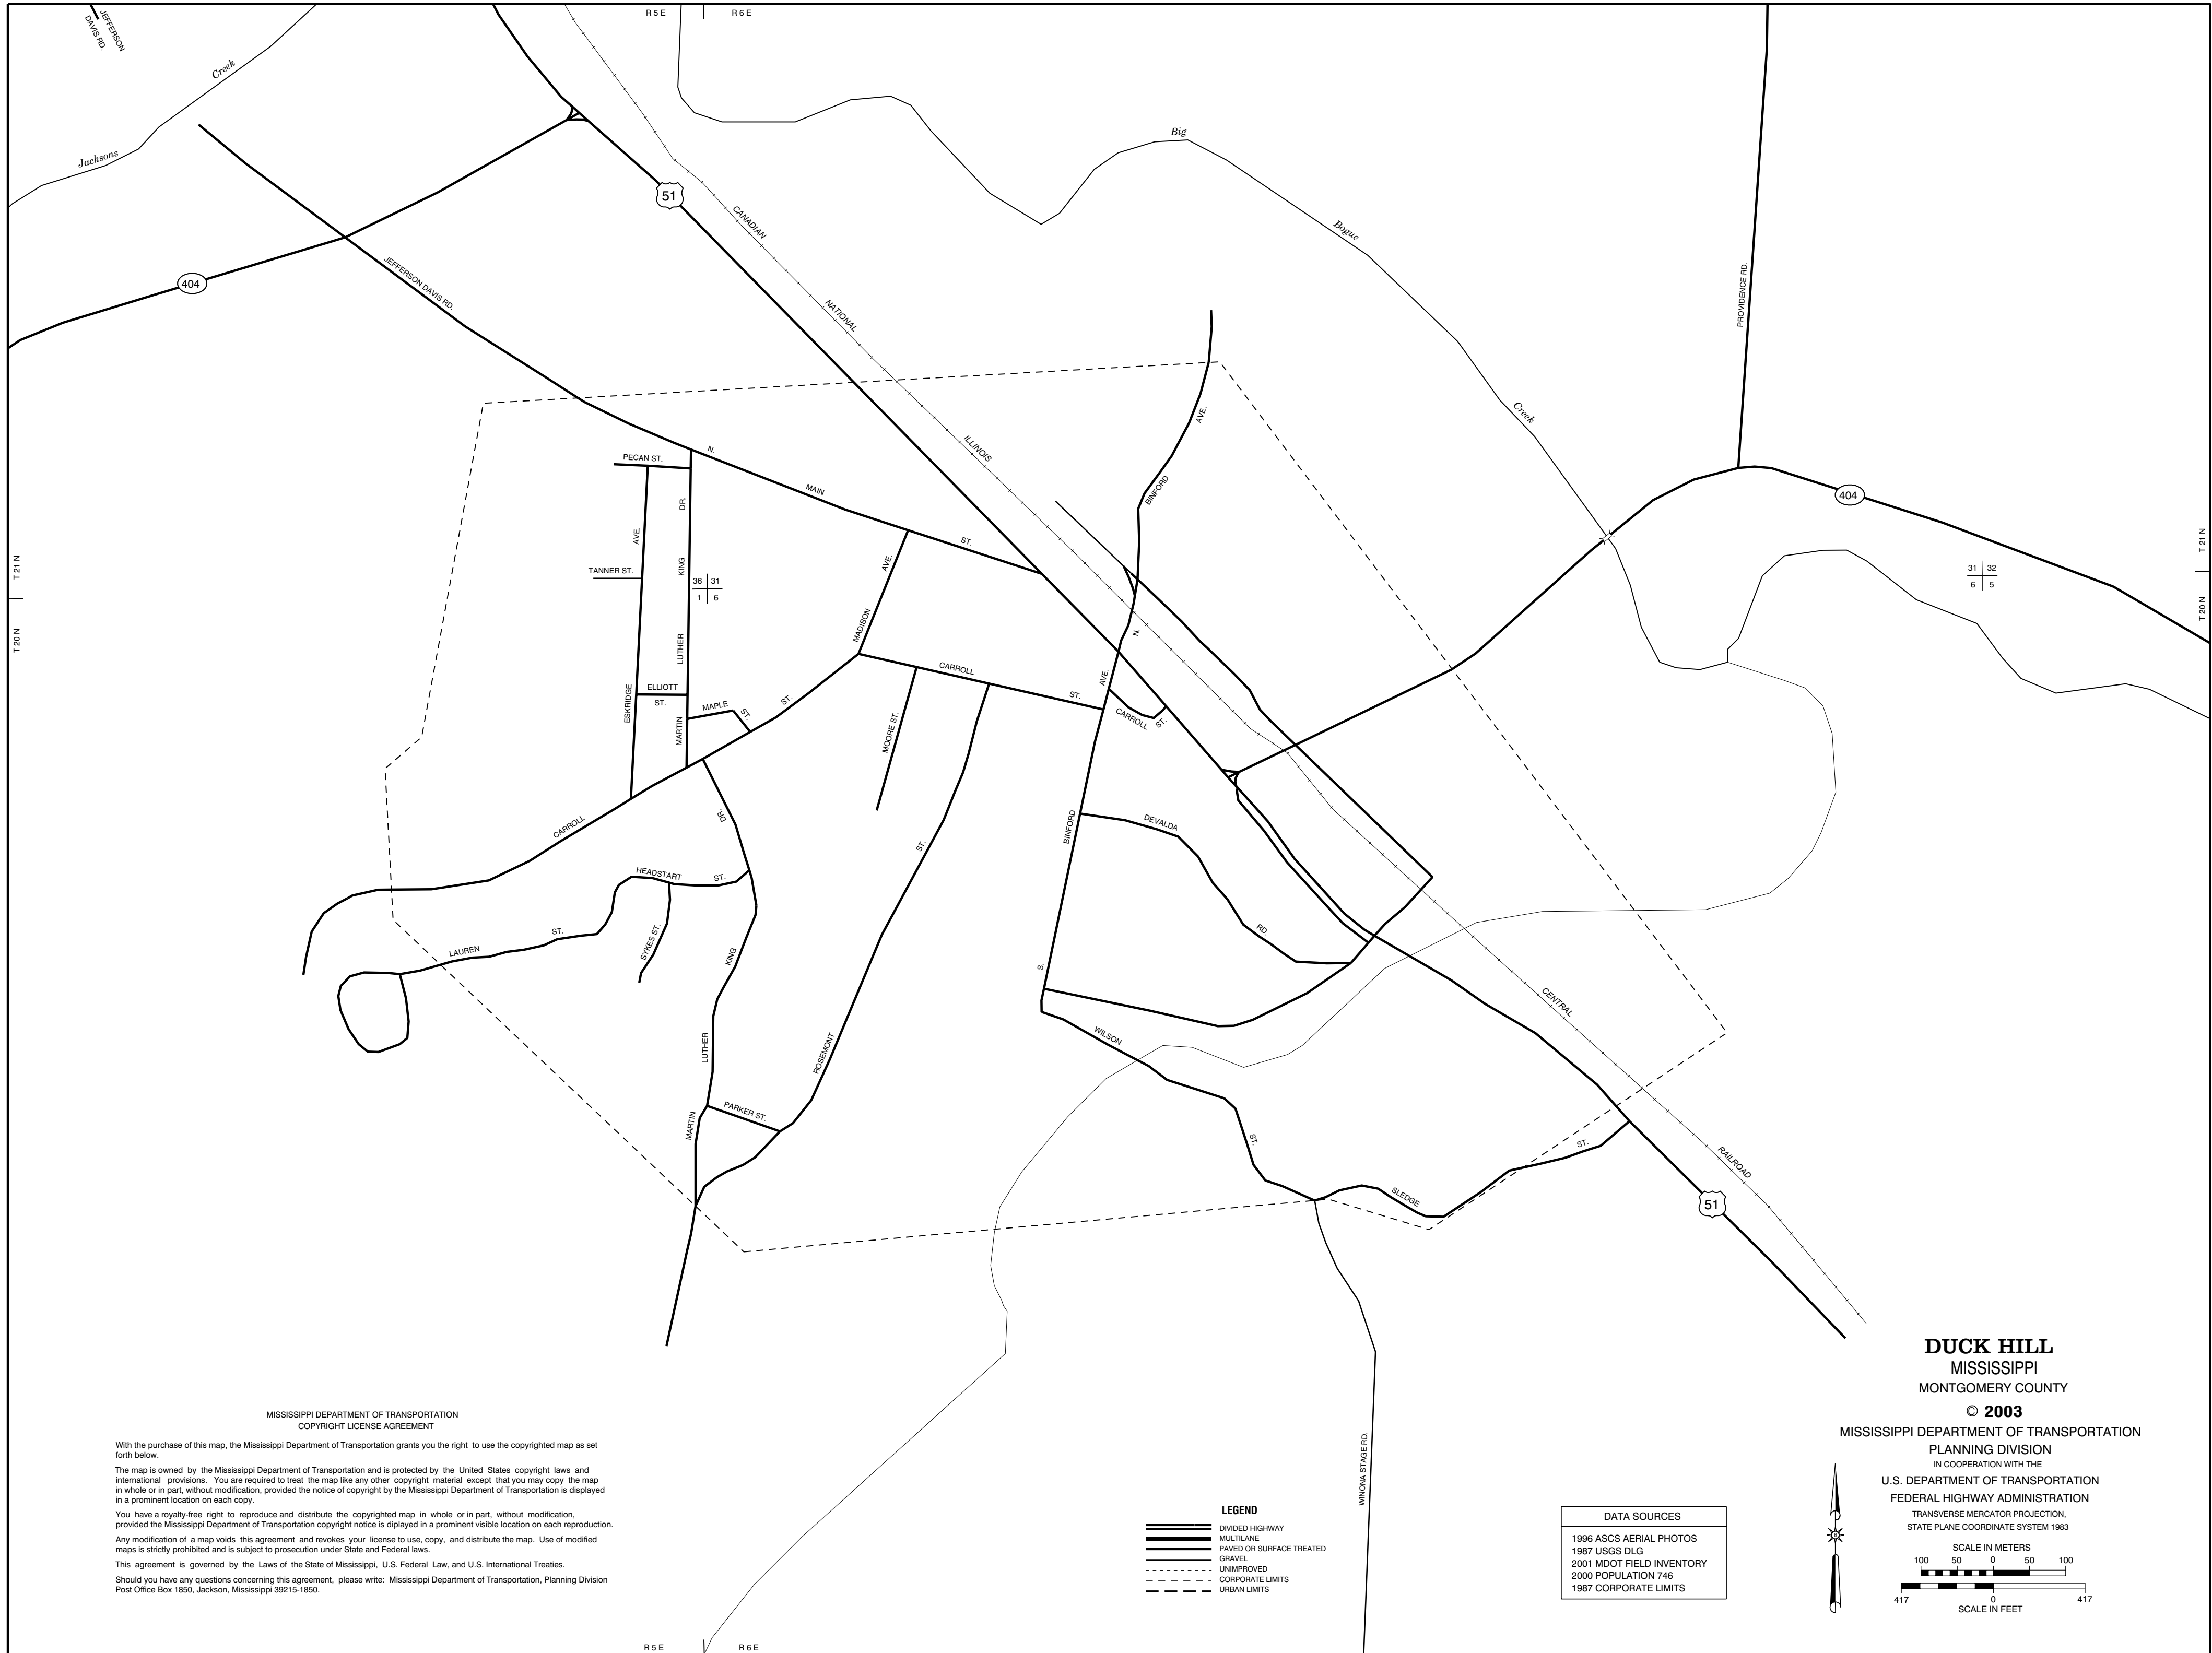 R 5 E
R 6 E
JEFFERSON
DAVIS RD.
Creek
Jacksons
Big
Bogue
Creek
51
CANADIAN
NATIONAL
ILLINOIS
CENTRAL
RAILROAD
404
JEFFERSON DAVIS RD.
PROVIDENCE RD.
404
T 21 N
T 20 N
T 21 N
T 20 N
31 32
6 5
PECAN ST.
N.
MAIN
ST.
AVE.
BINFORD
N.
AVE.
ESKRIDGE
DR.
KING
LUTHER
MARTIN
TANNER ST.
36 31
1 6
AVE.
MADISON
ELLIOTT
ST.
MAPLE
ST.
ST.
CARROLL
CARROLL
ST.
AVE.
CARROLL
ST.
MOORE ST.
DR.
KING
LUTHER
MARTIN
HEADSTART
ST.
SYKES ST.
LAUREN
ST.
ST.
ROSEMONT
PARKER ST.
BINFORD
S.
DEVALDA
RD.
WILSON
ST.
SLEDGE
ST.
51
WINONA STAGE RD.
MISSISSIPPI DEPARTMENT OF TRANSPORTATION
COPYRIGHT LICENSE AGREEMENT
With the purchase of this map, the Mississippi Department of Transportation grants you the right to use the copyrighted map as set
forth below.
The map is owned by the Mississippi Department of Transportation and is protected by the United States copyright laws and
international provisions. You are required to treat the map like any other copyright material except that you may copy the map
in whole or in part, without modification, provided the notice of copyright by the Mississippi Department of Transportation is displayed
in a prominent location on each copy.
You have a royalty-free right to reproduce and distribute the copyrighted map in whole or in part, without modification,
provided the Mississippi Department of Transportation copyright notice is diplayed in a prominent visible location on each reproduction.
Any modification of a map voids this agreement and revokes your license to use, copy, and distribute the map. Use of modified
maps is strictly prohibited and is subject to prosecution under State and Federal laws.
This agreement is governed by the Laws of the State of Mississippi, U.S. Federal Law, and U.S. International Treaties.
Should you have any questions concerning this agreement, please write: Mississippi Department of Transportation, Planning Division
Post Office Box 1850, Jackson, Mississippi 39215-1850.
R 5 E
R 6 E
LEGEND
DIVIDED HIGHWAY
MULTILANE
PAVED OR SURFACE TREATED
GRAVEL
UNIMPROVED
CORPORATE LIMITS
URBAN LIMITS
DATA SOURCES
1996 ASCS AERIAL PHOTOS
1987 USGS DLG
2001 MDOT FIELD INVENTORY
2000 POPULATION 746
1987 CORPORATE LIMITS
DUCK HILL
MISSISSIPPI
MONTGOMERY COUNTY
© 2003
MISSISSIPPI DEPARTMENT OF TRANSPORTATION
PLANNING DIVISION
IN COOPERATION WITH THE
U.S. DEPARTMENT OF TRANSPORTATION
FEDERAL HIGHWAY ADMINISTRATION
TRANSVERSE MERCATOR PROJECTION,
STATE PLANE COORDINATE SYSTEM 1983
SCALE IN METERS
100 50 0 50 100
417 0 417
SCALE IN FEET